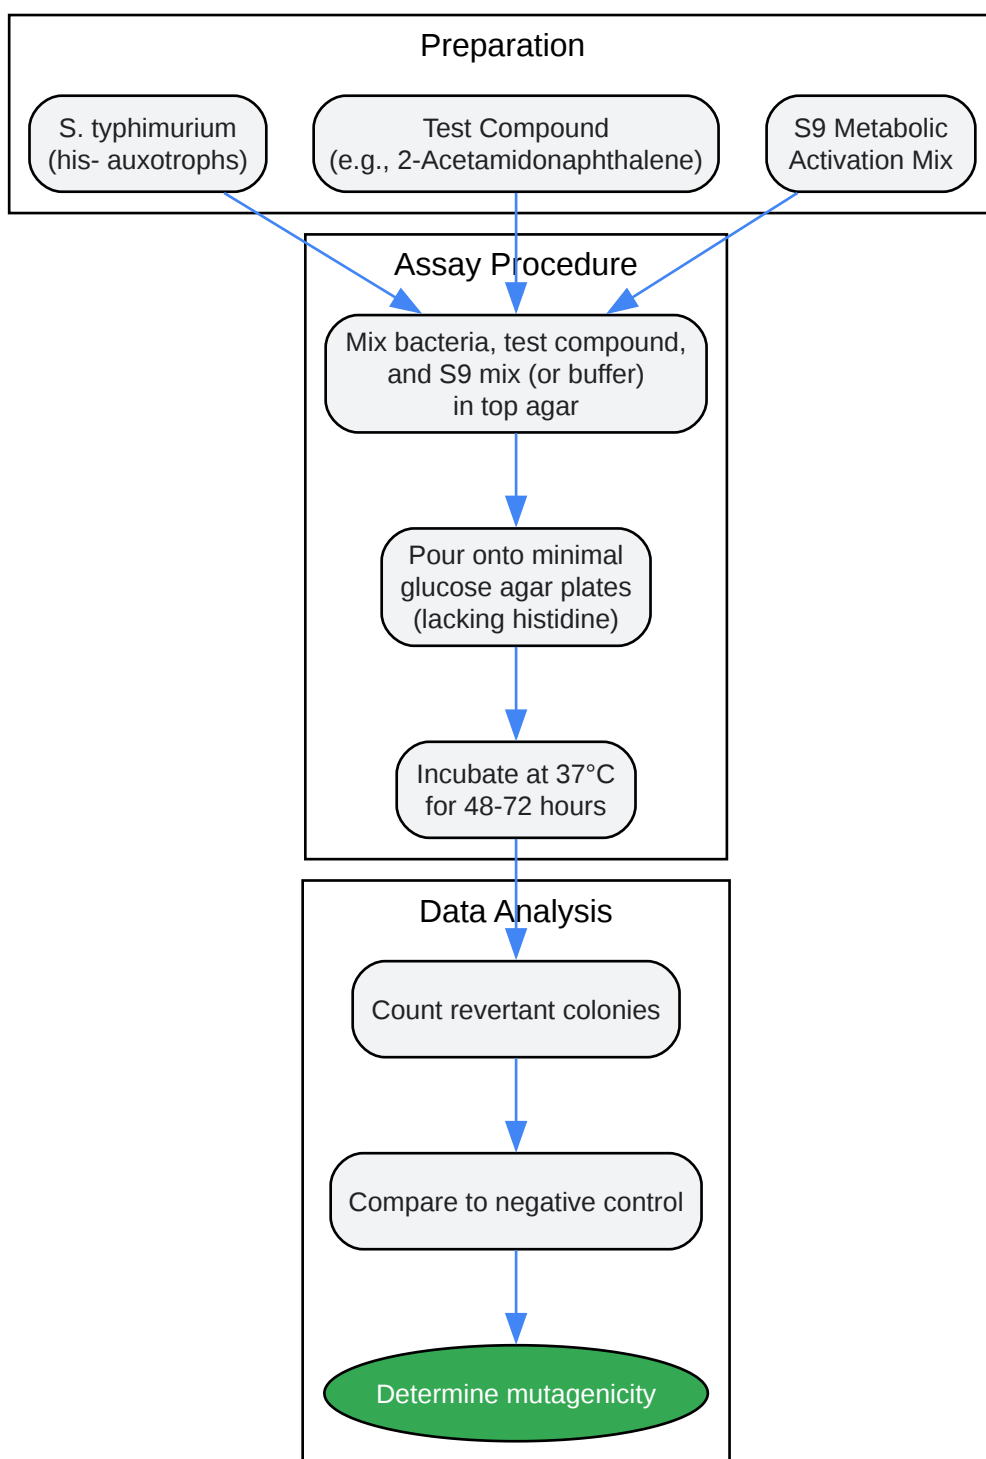 Preparation
S. typhimurium
(his- auxotrophs)
Test Compound
(e.g., 2-Acetamidonaphthalene)
S9 Metabolic
Activation Mix
Assay Procedure
Mix bacteria, test compound,
and S9 mix (or buffer)
in top agar
Pour onto minimal
glucose agar plates
(lacking histidine)
Incubate at 37°C
for 48-72 hours
Data Analysis
Count revertant colonies
Compare to negative control
Determine mutagenicity